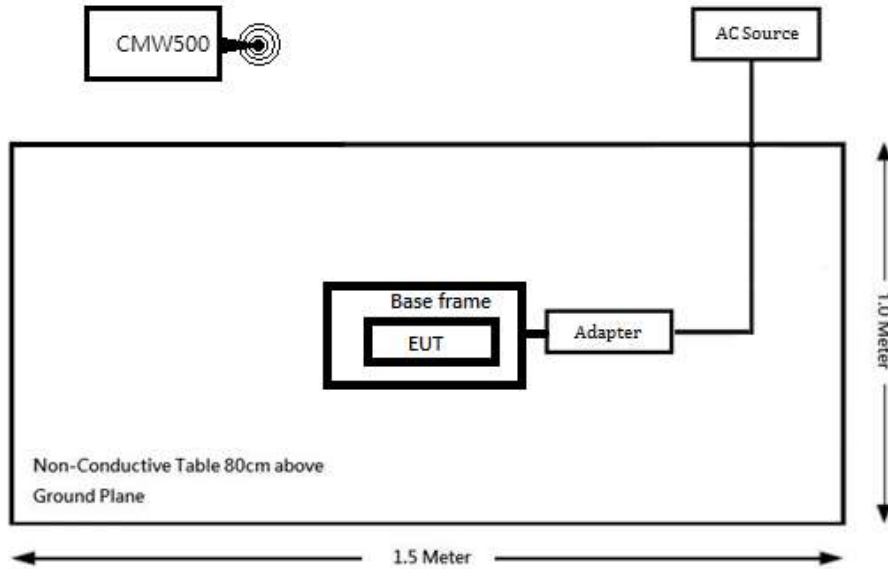 CMW500
AC Source
Base frame
EUT
Adapter
1.0 Meter
Non-Conductive Table 80cm above
Ground Plane
1.5 Meter